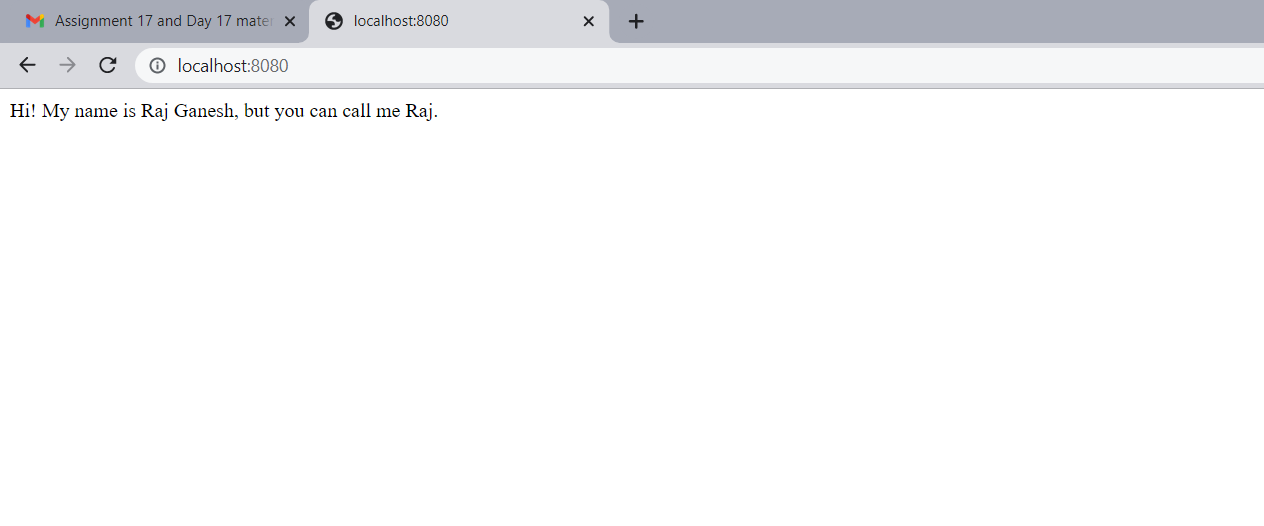 Assignment 17 and Day 17 mater
localhost:8080
localhost:8080
Hi! My name is Raj Ganesh, but you can call me Raj.